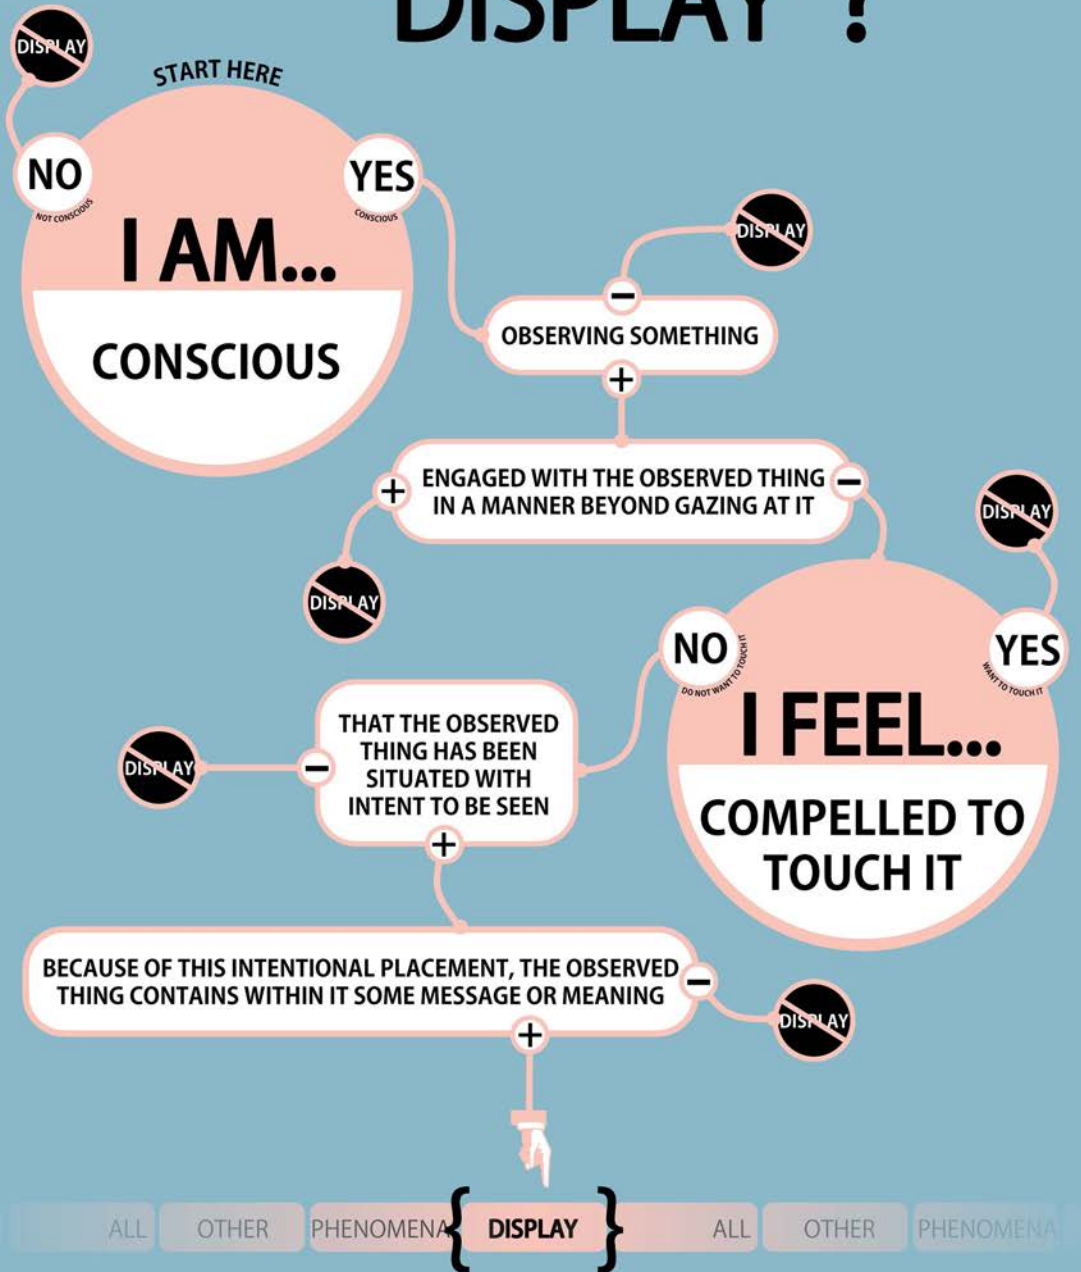 DISPLAY ?
DISPLAY
START HERE
NO
NOT CONSCIOUS
YES
CONSCIOUS
I AM...
CONSCIOUS
DISPLAY
−
OBSERVING SOMETHING
+
+
ENGAGED WITH THE OBSERVED THING
IN A MANNER BEYOND GAZING AT IT
−
DISPLAY
DISPLAY
NO
DO NOT WANT TO TOUCH IT
YES
WANT TO TOUCH IT
I FEEL...
COMPELLED TO
TOUCH IT
THAT THE OBSERVED
THING HAS BEEN
SITUATED WITH
INTENT TO BE SEEN
−
DISPLAY
+
BECAUSE OF THIS INTENTIONAL PLACEMENT, THE OBSERVED
THING CONTAINS WITHIN IT SOME MESSAGE OR MEANING
−
DISPLAY
+
ALL OTHER PHENOMENA { DISPLAY } ALL OTHER PHENOMENA